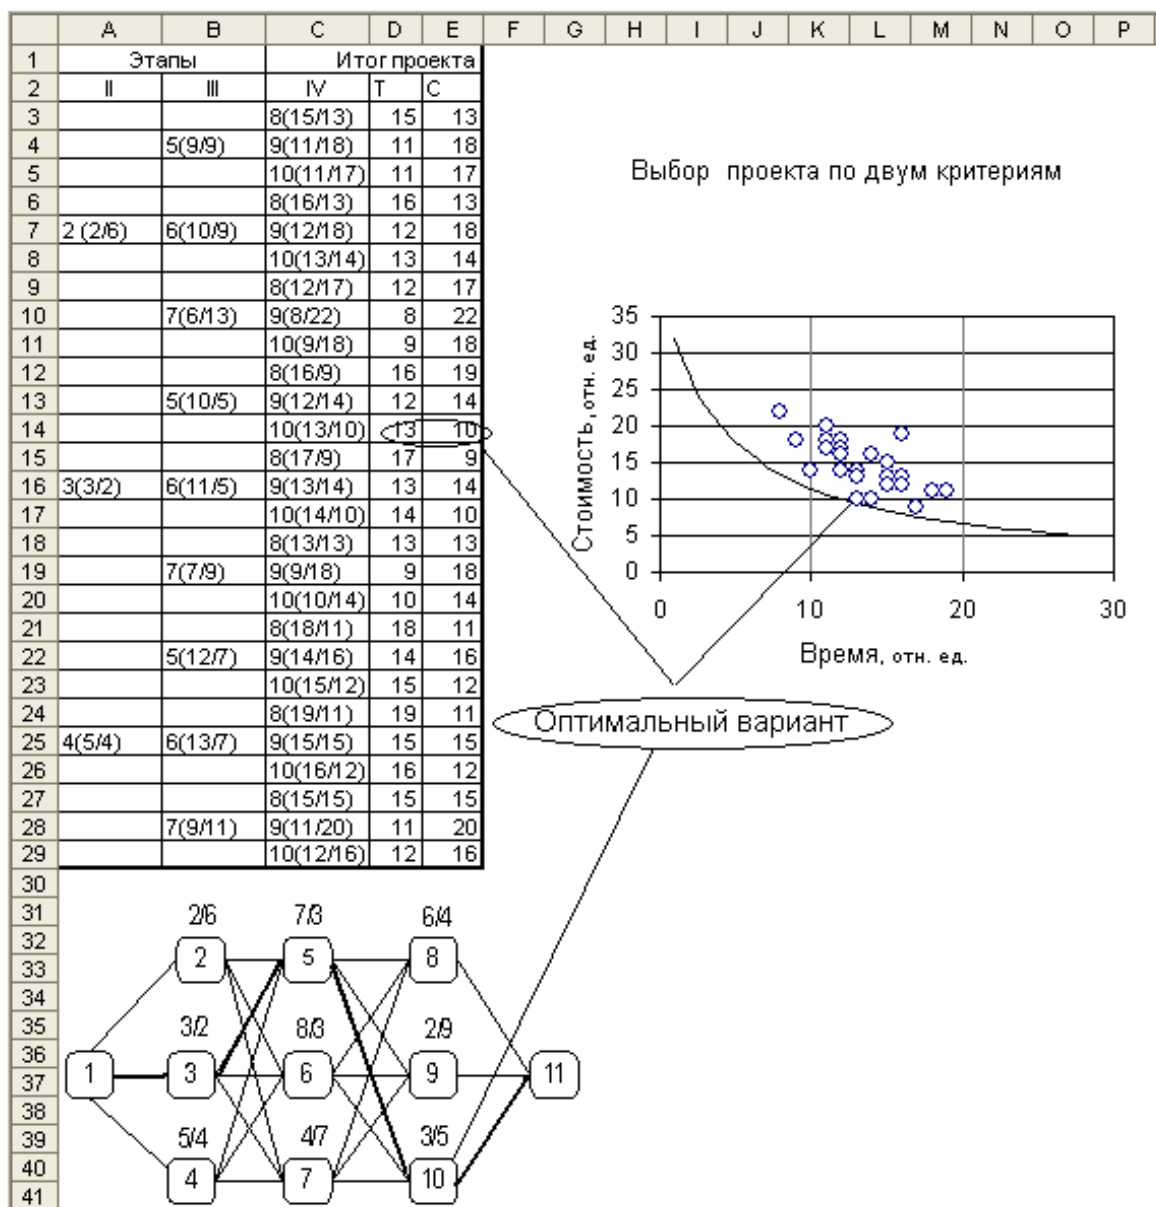 A B C D E F G H I J K L M N O P
1 Этапы Итог проекта
2 II III IV T C
3 8(15/13) 15 13
4 5(9/9) 9(11/18) 11 18
5 10(11/17) 11 17
6 8(16/13) 16 13
7 2 (2/6) 6(10/9) 9(12/18) 12 18
8 10(13/14) 13 14
9 8(12/17) 12 17
10 7(6/13) 9(8/22) 8 22
11 10(9/18) 9 18
12 8(16/9) 16 19
13 5(10/5) 9(12/14) 12 14
14 10(13/10) 13 10
15 8(17/9) 17 9
16 3(3/2) 6(11/5) 9(13/14) 13 14
17 10(14/10) 14 10
18 8(13/13) 13 13
19 7(7/9) 9(9/18) 9 18
20 10(10/14) 10 14
21 8(18/11) 18 11
22 5(12/7) 9(14/16) 14 16
23 10(15/12) 15 12
24 8(19/11) 19 11
25 4(5/4) 6(13/7) 9(15/15) 15 15
26 10(16/12) 16 12
27 8(15/15) 15 15
28 7(9/11) 9(11/20) 11 20
29 10(12/16) 12 16
30
31
32
33
34
35
36
37
38
39
40
41
Выбор проекта по двум критериям
Стоимость, отн. ед.
35
30
25
20
15
10
5
0
0 10 20 30
Время, отн. ед.
Оптимальный вариант
2/6 7/3 6/4
2 5 8
3/2 8/3 2/9
1 3 6 9 11
5/4 4/7 3/5
4 7 10